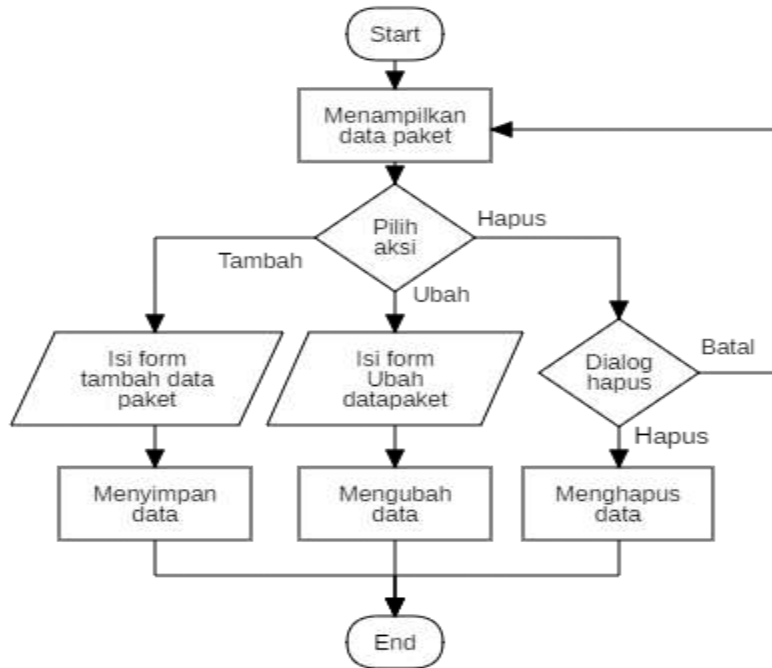 Start
Menampilkan
data paket
Pilih
aksi
Hapus
Tambah
Ubah
Isi form
tambah data
paket
Isi form
Ubah
datapaket
Dialog
hapus
Batal
Hapus
Menyimpan
data
Mengubah
data
Menghapus
data
End